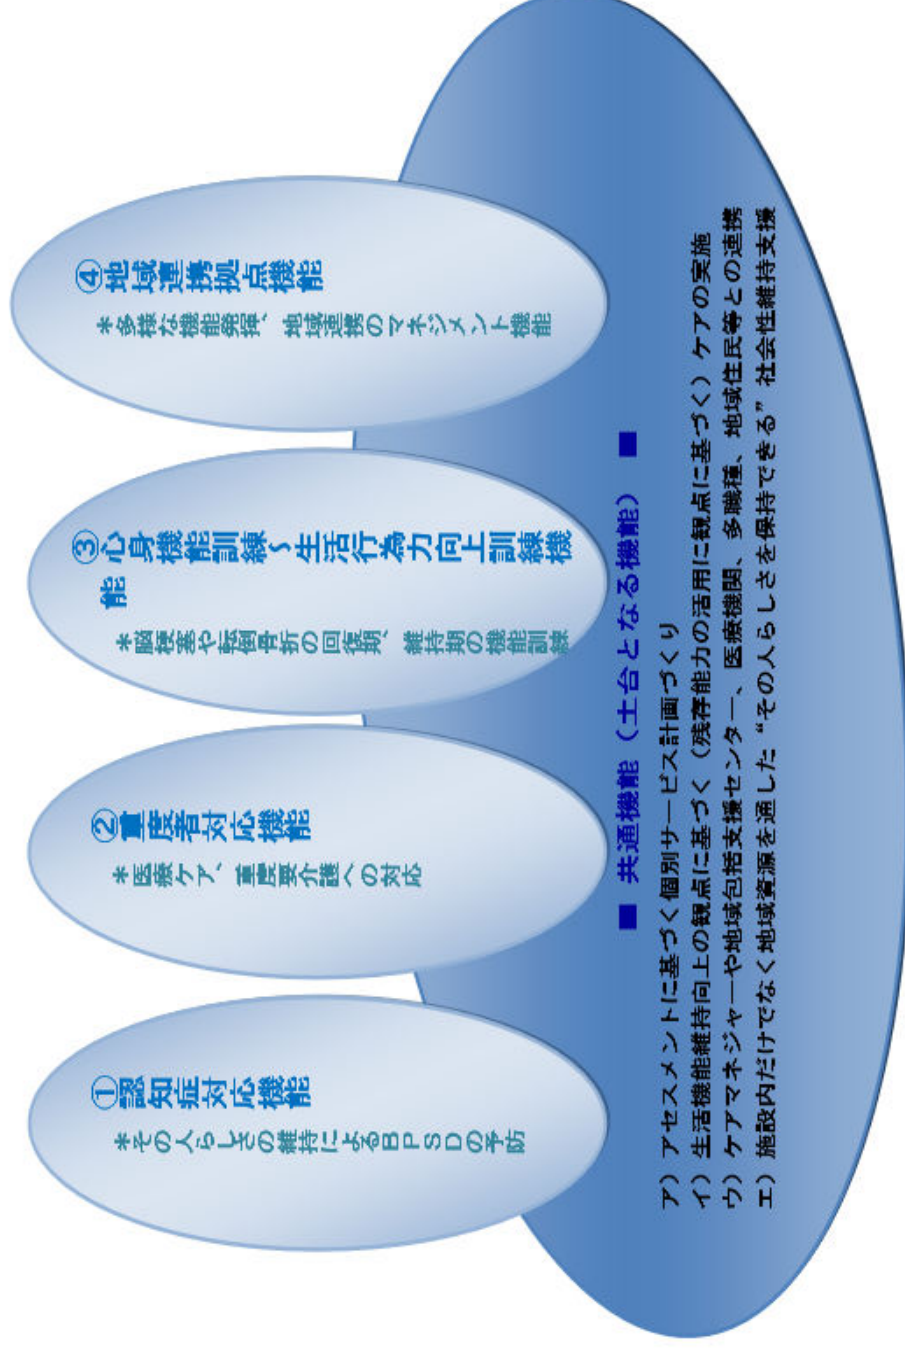 ①認知症対応機能
＊その人らしさの維持によるＢＰＳＤの予防
②重度者対応機能
＊医療ケア、重度要介護への対応
③心身機能訓練～生活行為力向上訓練機
能
＊脳梗塞や転倒骨折の回復期、維持期の機能訓練
④地域連携拠点機能
＊多様な機能発揮、地域連携のマネジメント機能
■ 共通機能（土台となる機能） ■
ア）アセスメントに基づく個別サービス計画づくり
イ）生活機能維持向上の観点に基づく（残存能力の活用に観点に基づく）ケアの実施
ウ）ケアマネジャーや地域包括支援センター、医療機関、多職種、地域住民等との連携
エ）施設内だけでなく地域資源を通した“その人らしさを保持できる”社会性維持支援